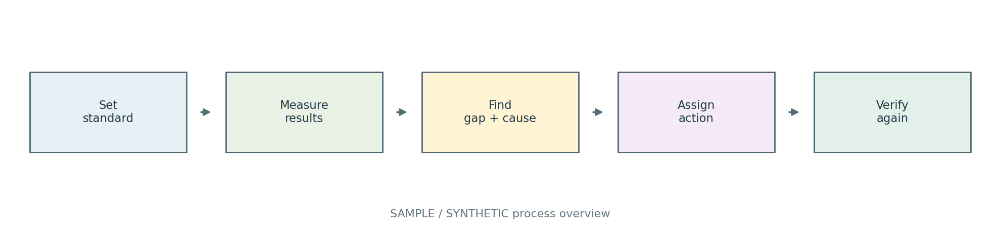 Set
standard
Measure
results
Find
gap + cause
Assign
action
Verify
again
SAMPLE / SYNTHETIC process overview